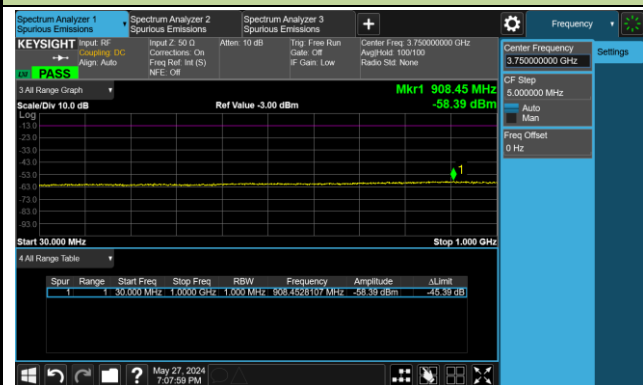 Spectrum Analyzer 1
Spurious Emissions
Spectrum Analyzer 2
Spurious Emissions
Spectrum Analyzer 3
Spurious Emissions
+
Frequency
KEYSIGHT
Input: RF
Coupling: DC
Align: Auto
Input Z: 50 Ω
Corrections: On
Freq Ref: Int (S)
NFE: Off
Atten: 10 dB
Trig: Free Run
Gate: Off
IF Gain: Low
Center Freq: 3.750000000 GHz
Avg|Hold: 100/100
Radio Std: None
PASS
Center Frequency
3.750000000 GHz
Settings
CF Step
5.000000 MHz
Auto
Man
Freq Offset
0 Hz
3 All Range Graph
Mkr1 908.45 MHz
Scale/Div 10.0 dB
Ref Value -3.00 dBm
-58.39 dBm
Log
-13.0
-23.0
-33.0
-43.0
-53.0
-63.0
-73.0
-83.0
-93.0
1
Start 30.000 MHz
Stop 1.000 GHz
4 All Range Table
Spur Range Start Freq Stop Freq RBW Frequency Amplitude ΔLimit
1 1 30.000 MHz 1.0000 GHz 1.000 MHz 908.4528107 MHz -58.39 dBm -45.39 dB
?
May 27, 2024
7:07:59 PM